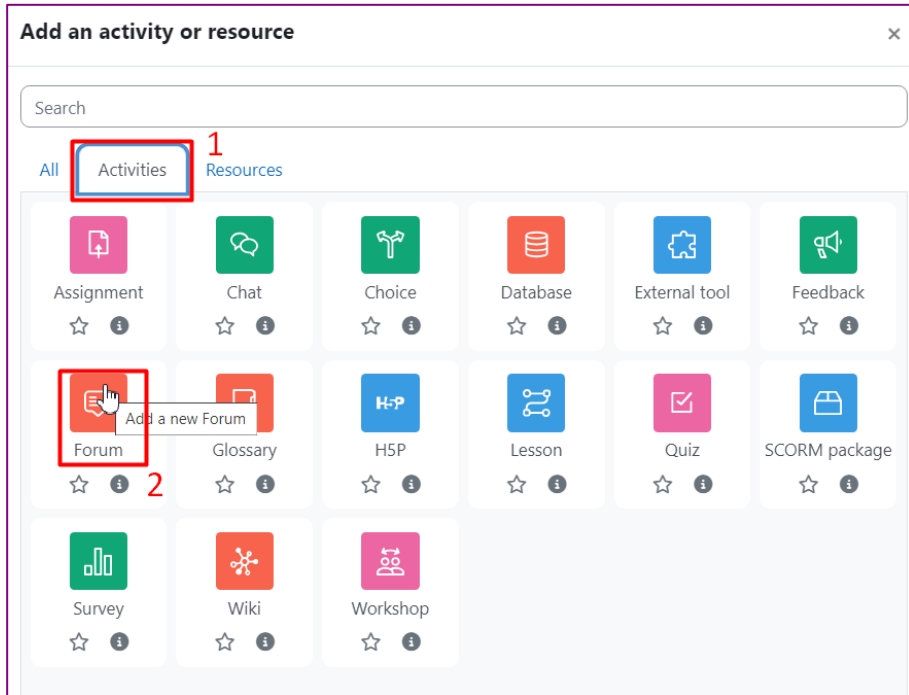 Add an activity or resource
×
Search
1
All Activities Resources
Assignment Chat Choice Database External tool Feedback
Add a new Forum
H5P
Forum Glossary H5P Lesson Quiz SCORM package
2
Survey Wiki Workshop